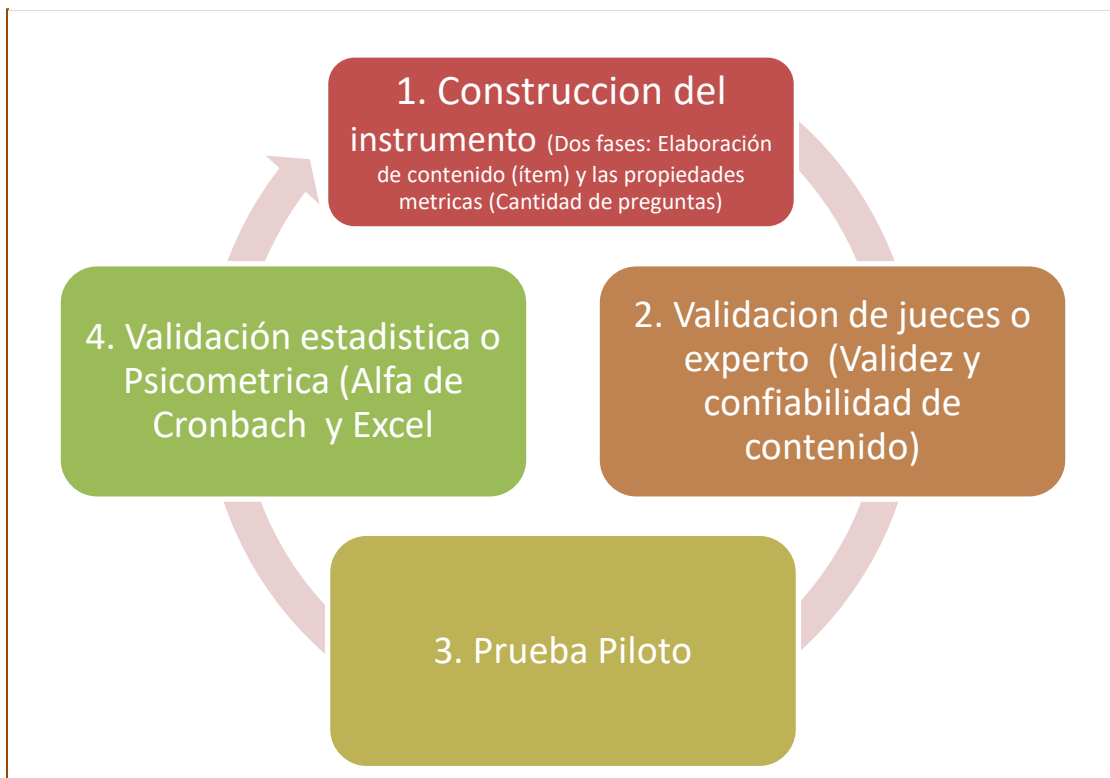 1. Construccion del
instrumento (Dos fases: Elaboración
de contenido (ítem) y las propiedades
metricas (Cantidad de preguntas)
2. Validacion de jueces o
experto (Validez y
confiabilidad de
contenido)
3. Prueba Piloto
4. Validación estadistica o
Psicometrica (Alfa de
Cronbach y Excel